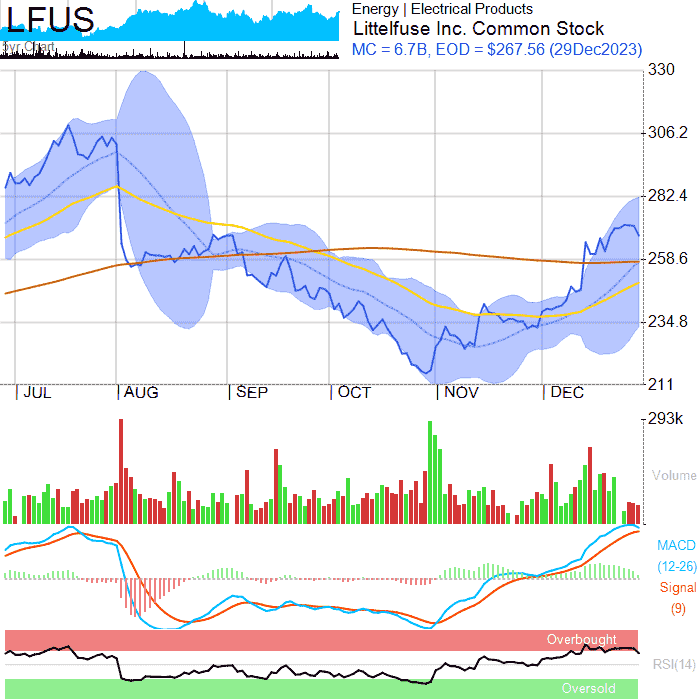 LFUS
3yr Chart
Energy | Electrical Products
Littelfuse Inc. Common Stock
MC = 6.7B, EOD = $267.56 (29Dec2023)
330
306.2
282.4
258.6
234.8
211
JUL AUG SEP OCT NOV DEC
293k
Volume
MACD
(12-26)
Signal
(9)
Overbought
RSI(14)
Oversold